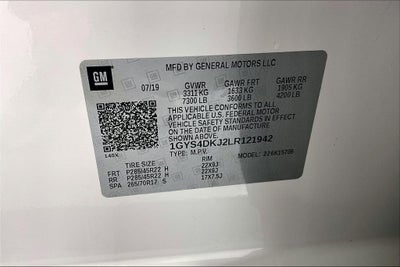 GM
MFD BY GENERAL MOTORS LLC
07/19 GVWR GAWR FRT GAWR RR
3311 KG 1633 KG 1905 KG
7300 LB 3600 LB 4200 LB
THIS VEHICLE CONFORMS TO ALL
APPLICABLE U.S. FEDERAL MOTOR
VEHICLE SAFETY STANDARDS IN EFFECT
ON DATE OF MANUFACTURE
1GYS4DKJ2LR121942
TYPE: M.P.V.
TIRE SIZE RIM
FRT P285/45R22 H 22X9J
RR P285/45R22 H 22X9J
SPA 265/70R17 S 17X7.5J